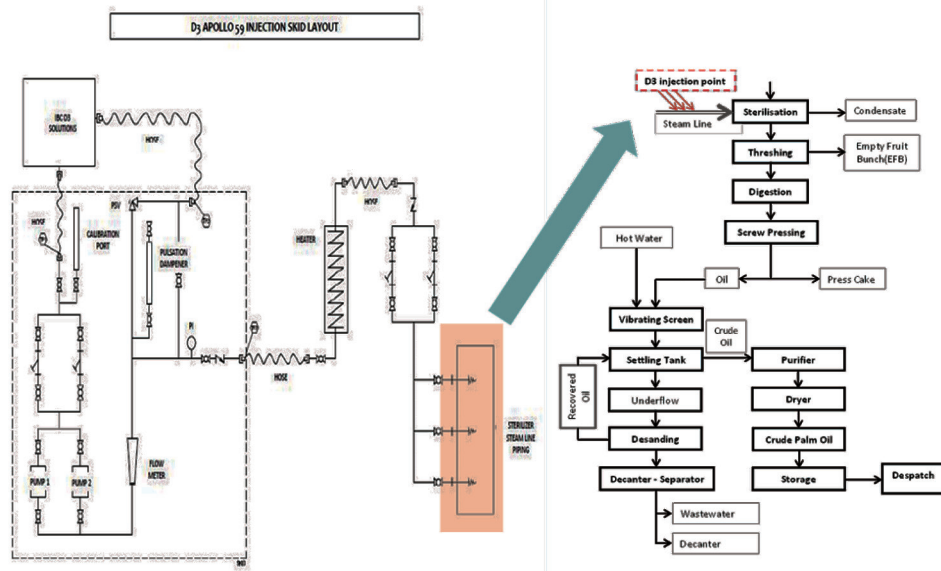 D3 APOLLO 59 INJECTION SKID LAYOUT
IBC D3
SOLUTIONS
HOSE
HOSE
CALIBRATION
PORT
PSV
PULSATION
DAMPENER
PI
HOSE
HEATER
HOSE
FLOW
METER
PUMP 1
PUMP 2
STERILIZER
STEAM LINE
PIPING
D3 injection point
Steam Line
Sterilisation
Condensate
Threshing
Empty Fruit
Bunch(EFB)
Digestion
Screw Pressing
Hot Water
Oil
Press Cake
Vibrating Screen
Crude
Oil
Settling Tank
Purifier
Recovered
Oil
Underflow
Dryer
Desanding
Crude Palm Oil
Decanter - Separator
Storage
Despatch
Wastewater
Decanter